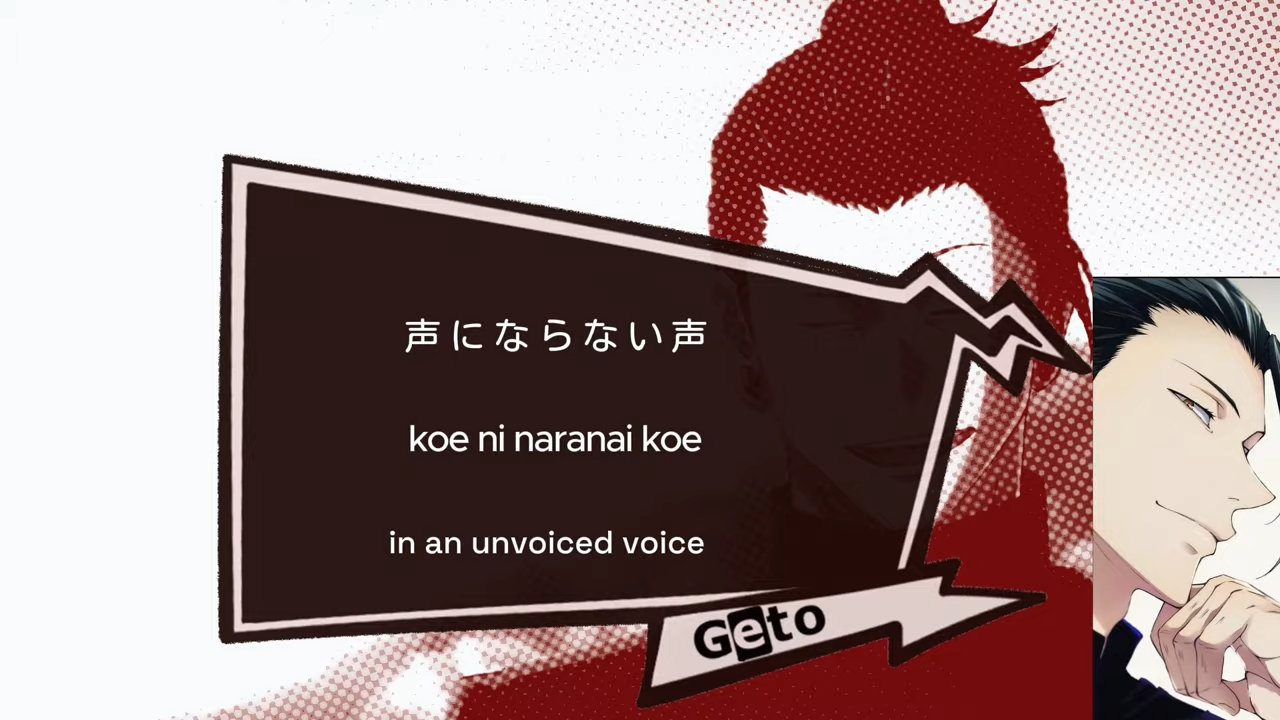 声にならない声
koe ni naranai koe
in an unvoiced voice
Geto